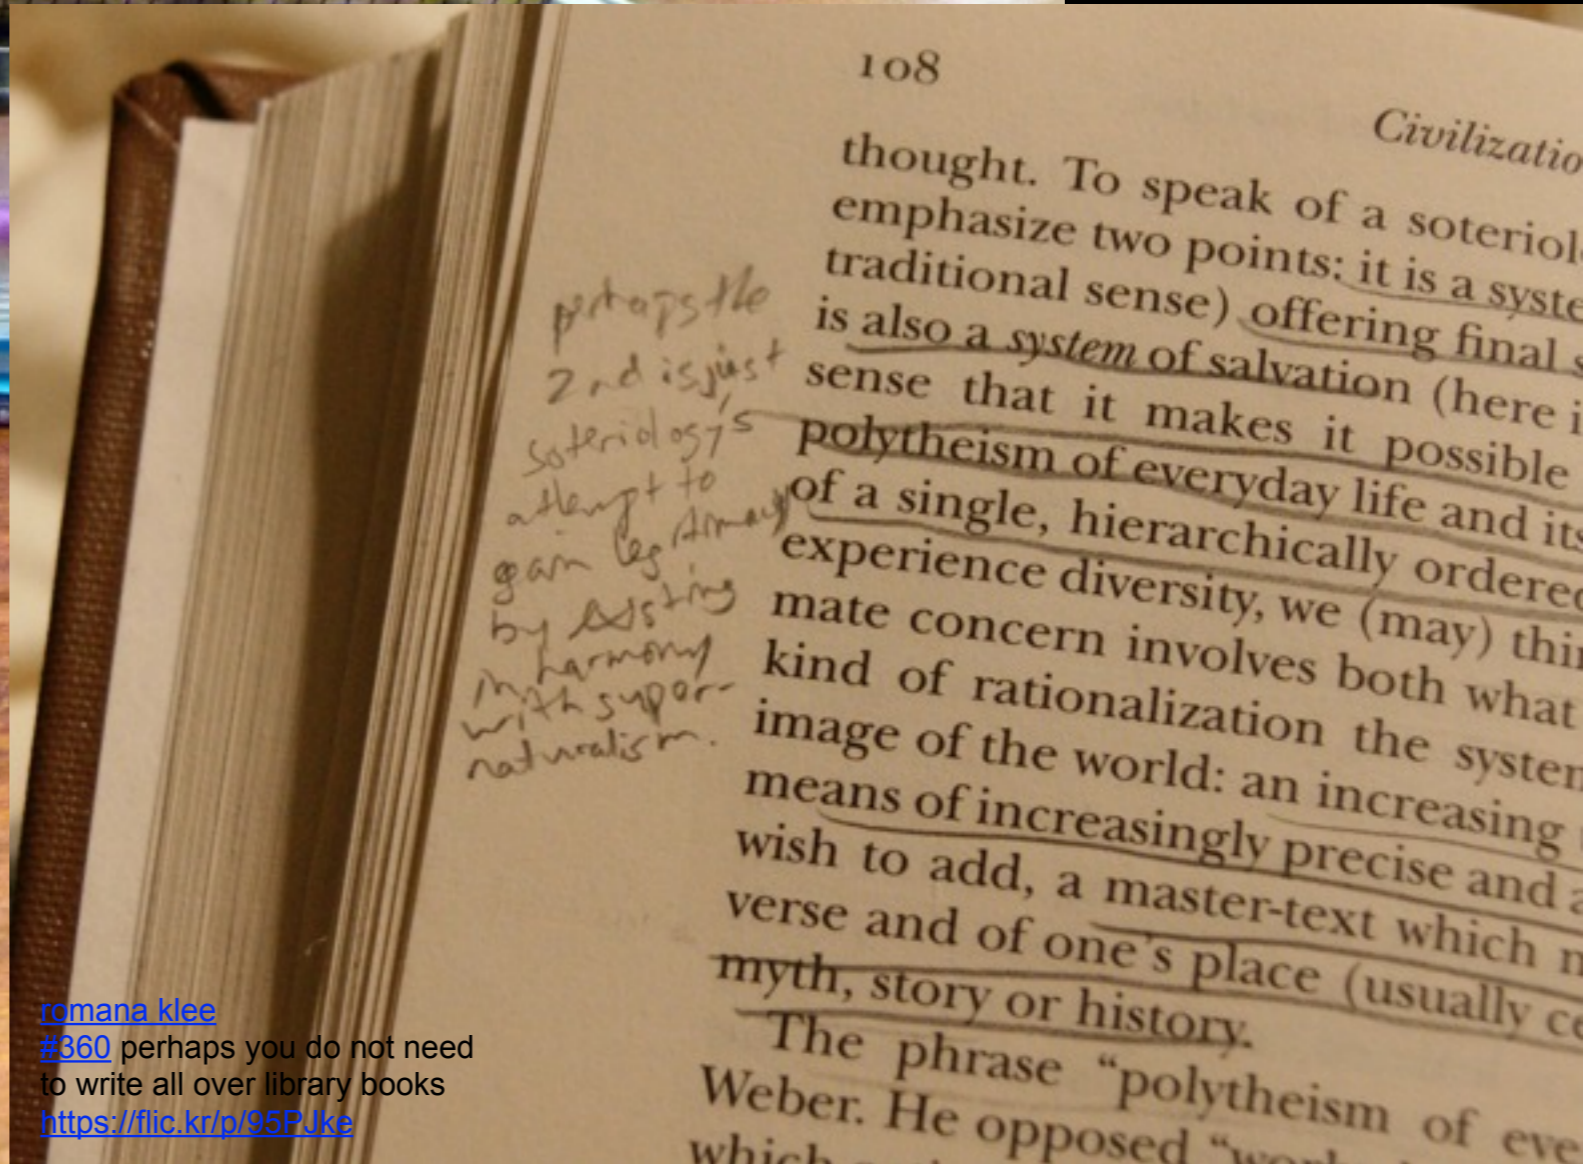 108
Civilizatio
thought. To speak of a soteriol
emphasize two points: it is a syste
traditional sense) offering final s
is also a system of salvation (here i
sense that it makes it possible
polytheism of everyday life and its
of a single, hierarchically ordered
experience diversity, we (may) thin
mate concern involves both what
kind of rationalization the system
image of the world: an increasing
means of increasingly precise and a
wish to add, a master-text which m
verse and of one's place (usually ce
myth, story or history.
The phrase “polytheism of eve
Weber. He opposed “worl
which
perhaps the
2nd is just
soteriology's
attempt to
gain legitimacy
by existing
in harmony
with super-
naturalism.
romana klee
#360 perhaps you do not need
to write all over library books
https://flic.kr/p/95PJke